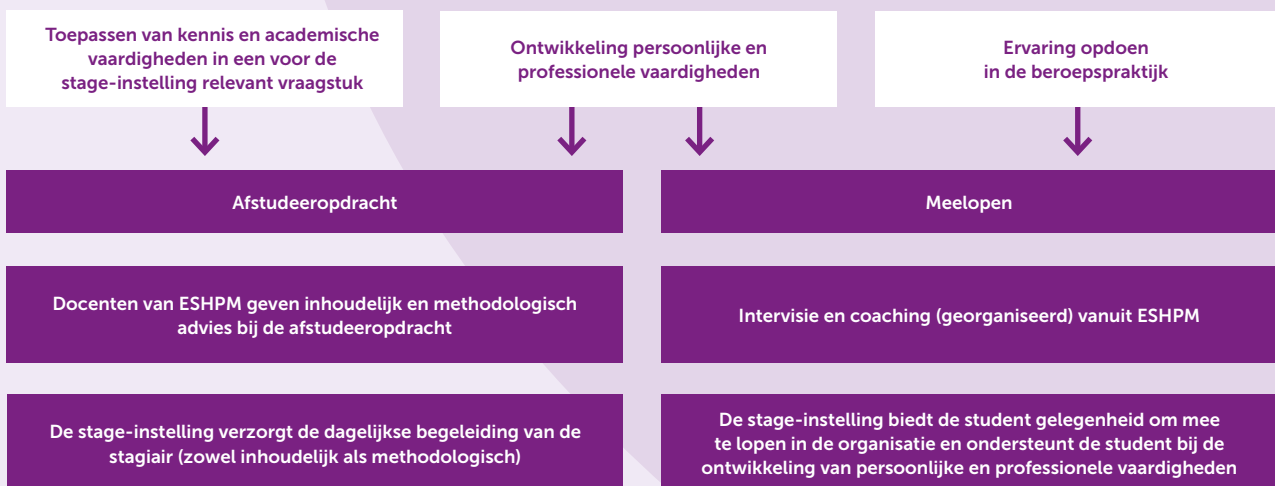 Toepassen van kennis en academische
vaardigheden in een voor de
stage-instelling relevant vraagstuk
Ontwikkeling persoonlijke en
professionele vaardigheden
Ervaring opdoen
in de beroepspraktijk
Afstudeeropdracht
Meelopen
Docenten van ESHPM geven inhoudelijk en methodologisch
advies bij de afstudeeropdracht
Intervisie en coaching (georganiseerd) vanuit ESHPM
De stage-instelling verzorgt de dagelijkse begeleiding van de
stagiair (zowel inhoudelijk als methodologisch)
De stage-instelling biedt de student gelegenheid om mee
te lopen in de organisatie en ondersteunt de student bij de
ontwikkeling van persoonlijke en professionele vaardigheden